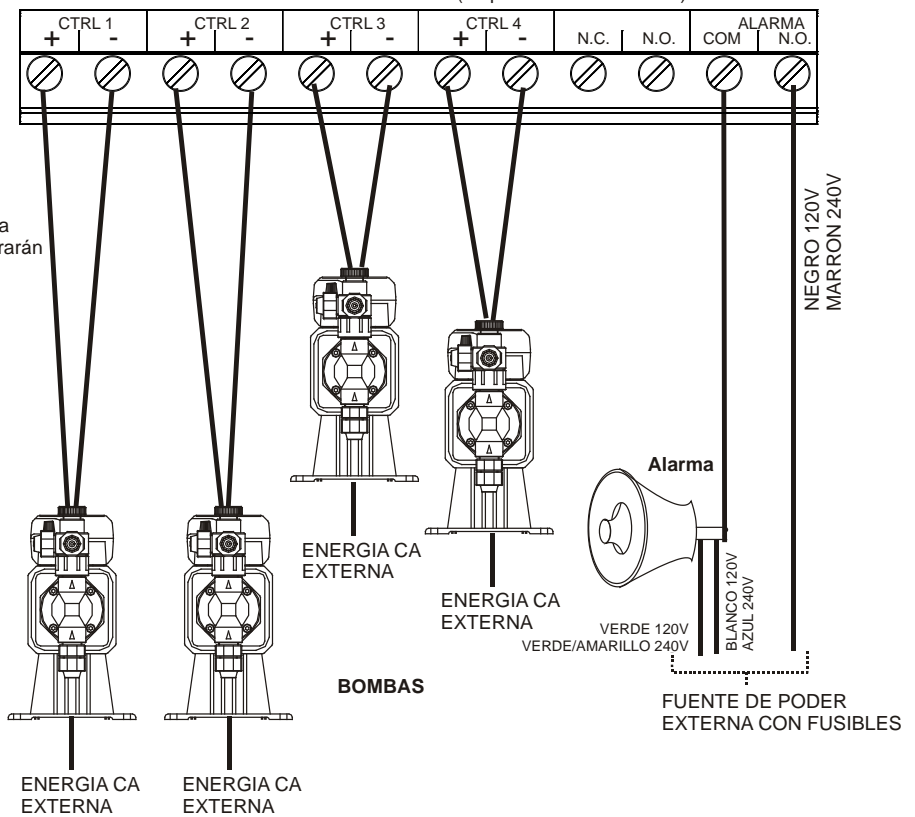 CTRL 1 CTRL 2 CTRL 3 CTRL 4 ALARMA
+ - + - + - + - N.C. N.O. COM N.O.
NEGRO 120V
MARRON 240V
a
rarán
Alarma
ENERGIA CA
EXTERNA
ENERGIA CA
EXTERNA
BLANCO 120V
AZUL 240V
VERDE 120V
VERDE/AMARILLO 240V
BOMBAS
FUENTE DE PODER
EXTERNA CON FUSIBLES
ENERGIA CA
EXTERNA
ENERGIA CA
EXTERNA